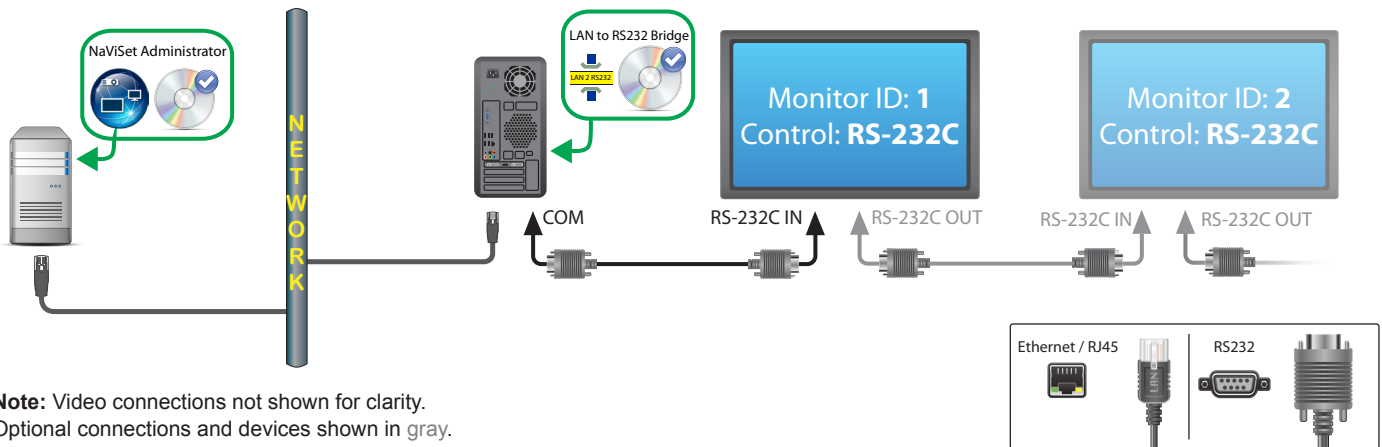 NaViSet Administrator
LAN to RS232 Bridge
LAN 2 RS232
NETWORK
Monitor ID: 1
Control: RS-232C
Monitor ID: 2
Control: RS-232C
COM
RS-232C IN
RS-232C OUT
RS-232C IN
RS-232C OUT
Ethernet / RJ45
RS232
LAN
Note: Video connections not shown for clarity.
Optional connections and devices shown in gray.